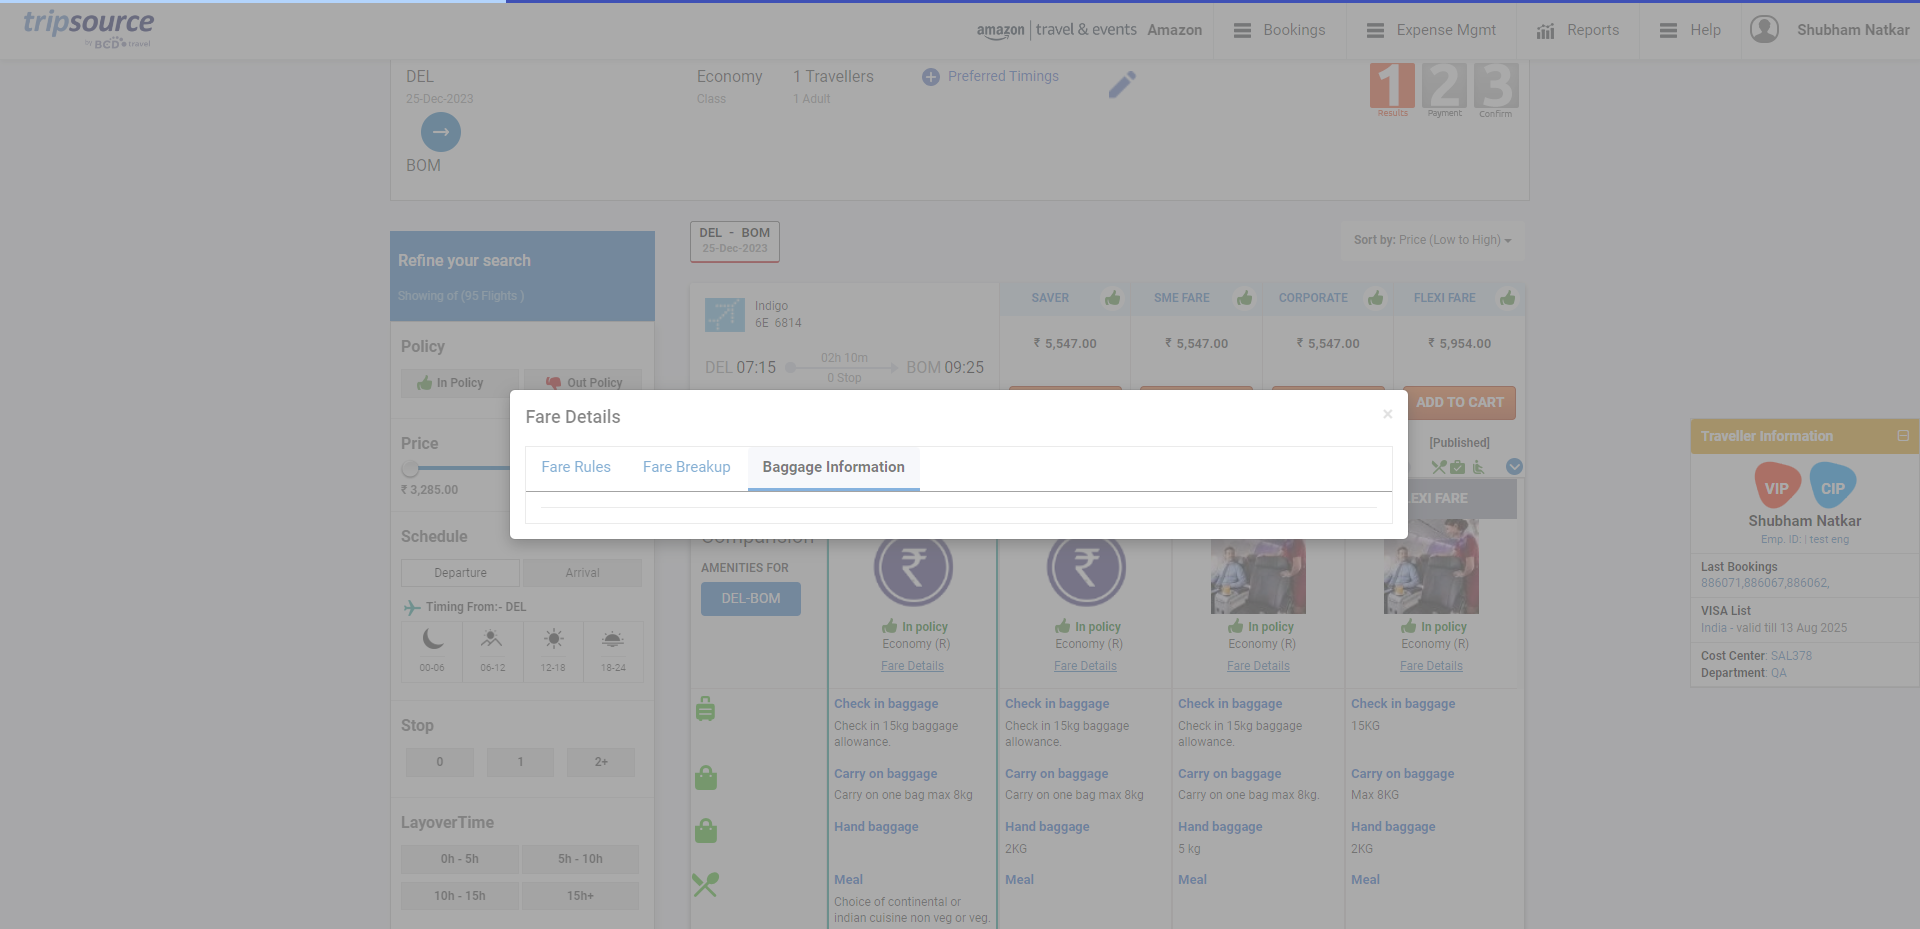 tripsource
by BCD travel
amazon | travel & events Amazon
Bookings
Expense Mgmt
Reports
Help
Shubham Natkar
DEL
25-Dec-2023
BOM
Economy
Class
1 Travellers
1 Adult
Preferred Timings
1 2 3
Results Payment Confirm
Refine your search
Showing of (95 Flights )
Policy
In Policy
Out Policy
Price
₹ 3,285.00
Schedule
Departure
Arrival
Timing From:- DEL
00-06 06-12 12-18 18-24
Stop
0 1 2+
LayoverTime
0h - 5h
5h - 10h
10h - 15h
15h+
DEL - BOM
25-Dec-2023
Sort by: Price (Low to High)
Indigo
6E 6814
DEL 07:15
02h 10m
0 Stop
BOM 09:25
SAVER
SME FARE
CORPORATE
FLEXI FARE
₹ 5,547.00
₹ 5,547.00
₹ 5,547.00
₹ 5,954.00
ADD TO CART
[Published]
Fare Details
×
Fare Rules
Fare Breakup
Baggage Information
LEXI FARE
AMENITIES FOR
DEL-BOM
In policy
Economy (R)
Fare Details
In policy
Economy (R)
Fare Details
In policy
Economy (R)
Fare Details
In policy
Economy (R)
Fare Details
Check in baggage
Check in 15kg baggage
allowance.
Check in baggage
Check in 15kg baggage
allowance.
Check in baggage
Check in 15kg baggage
allowance.
Check in baggage
15KG
Carry on baggage
Carry on one bag max 8kg
Carry on baggage
Carry on one bag max 8kg
Carry on baggage
Carry on one bag max 8kg.
Carry on baggage
Max 8KG
Hand baggage
Hand baggage
2KG
Hand baggage
5 kg
Hand baggage
2KG
Meal
Choice of continental or
indian cuisine non veg or veg.
Meal
Meal
Meal
Traveller Information
VIP
CIP
Shubham Natkar
Emp. ID: | test eng
Last Bookings
886071,886067,886062,
VISA List
India - valid till 13 Aug 2025
Cost Center: SAL378
Department: QA